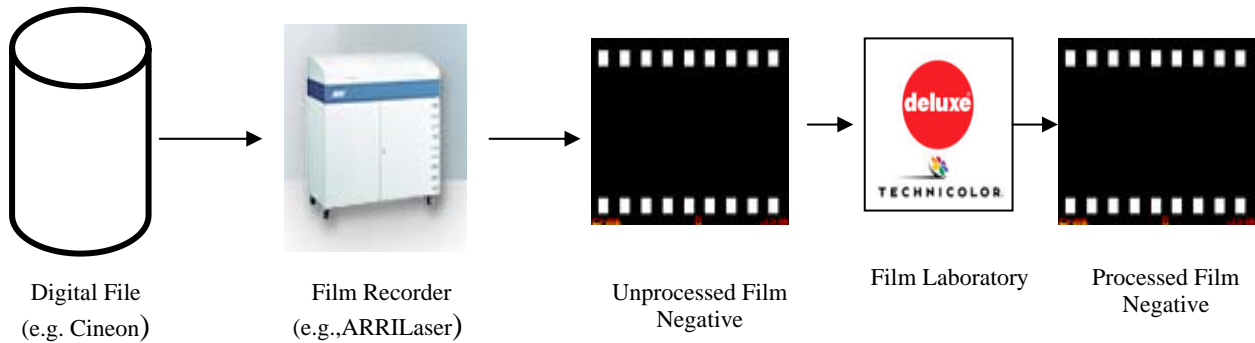 deluxe®
TECHNICOLOR
Digital File
(e.g. Cineon)
Film Recorder
(e.g.,ARRILaser)
Unprocessed Film
Negative
Film Laboratory
Processed Film
Negative